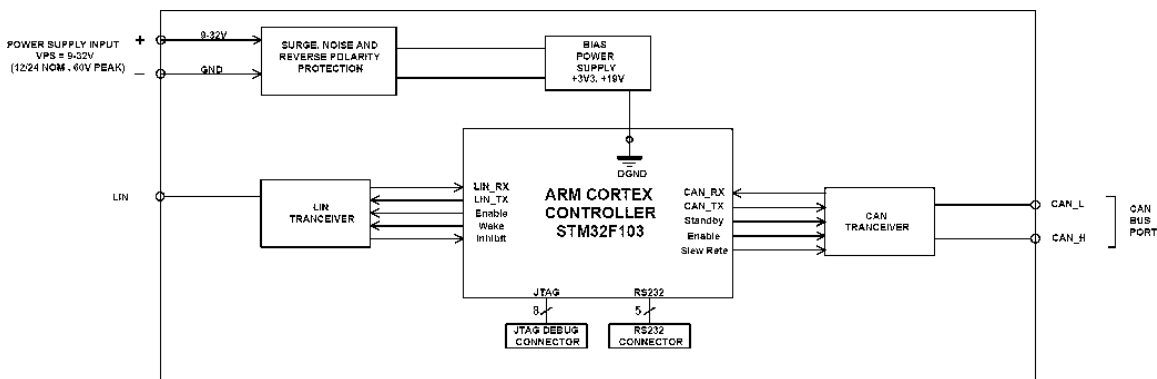 POWER SUPPLY INPUT
VPS = 9-32V
(12/24 NOM , 60V PEAK)
+
–
9-32V
GND
SURGE, NOISE AND
REVERSE POLARITY
PROTECTION
BIAS
POWER
SUPPLY
+3V3, +19V
DGND
LIN
LIN
TRANCEIVER
LIN_RX
LIN_TX
Enable
Wake
Inhibit
ARM CORTEX
CONTROLLER
STM32F103
CAN_RX
CAN_TX
Standby
Enable
Slew Rate
CAN
TRANCEIVER
CAN_L
CAN_H
CAN
BUS
PORT
JTAG
RS232
8
5
JTAG DEBUG
CONNECTOR
RS232
CONNECTOR